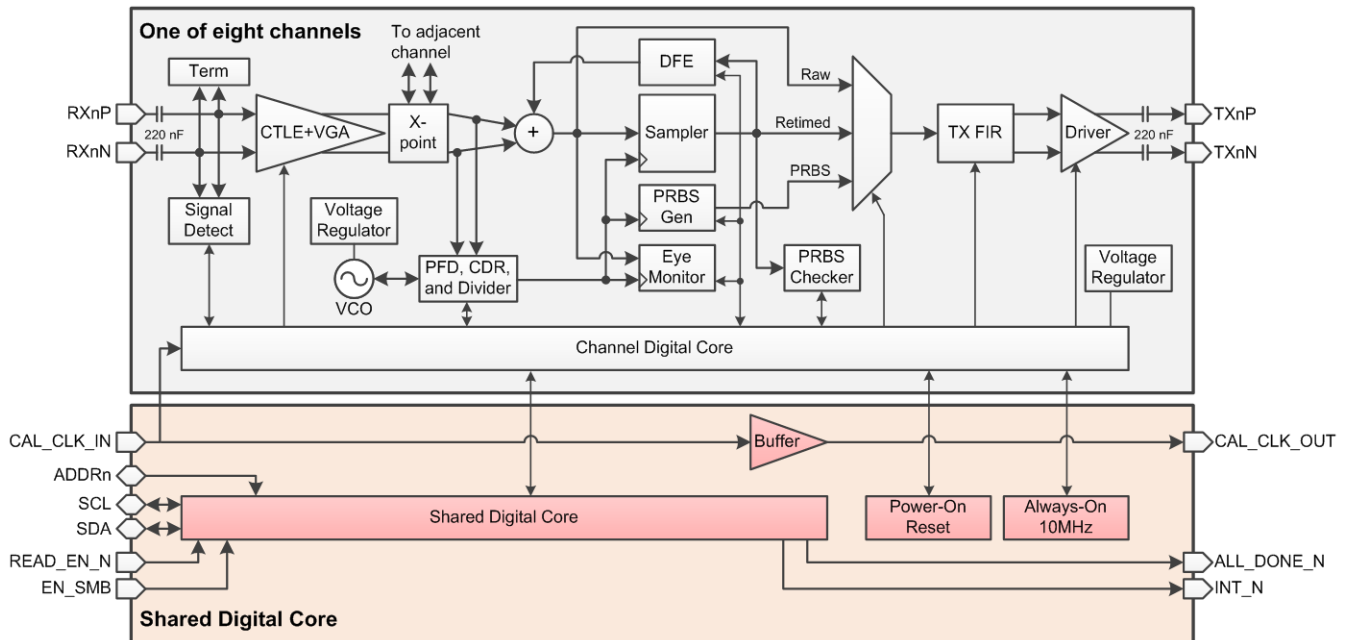 One of eight channels
To adjacent
channel
Term
DFE
Raw
RXnP
220 nF
RXnN
CTLE+VGA
X-
point
+
Sampler
Retimed
TX FIR
Driver
220 nF
TXnP
TXnN
PRBS
Signal
Detect
Voltage
Regulator
PRBS
Gen
VCO
PFD, CDR,
and Divider
Eye
Monitor
PRBS
Checker
Voltage
Regulator
Channel Digital Core
CAL_CLK_IN
Buffer
CAL_CLK_OUT
ADDRn
SCL
SDA
Shared Digital Core
Power-On
Reset
Always-On
10MHz
READ_EN_N
EN_SMB
ALL_DONE_N
INT_N
Shared Digital Core